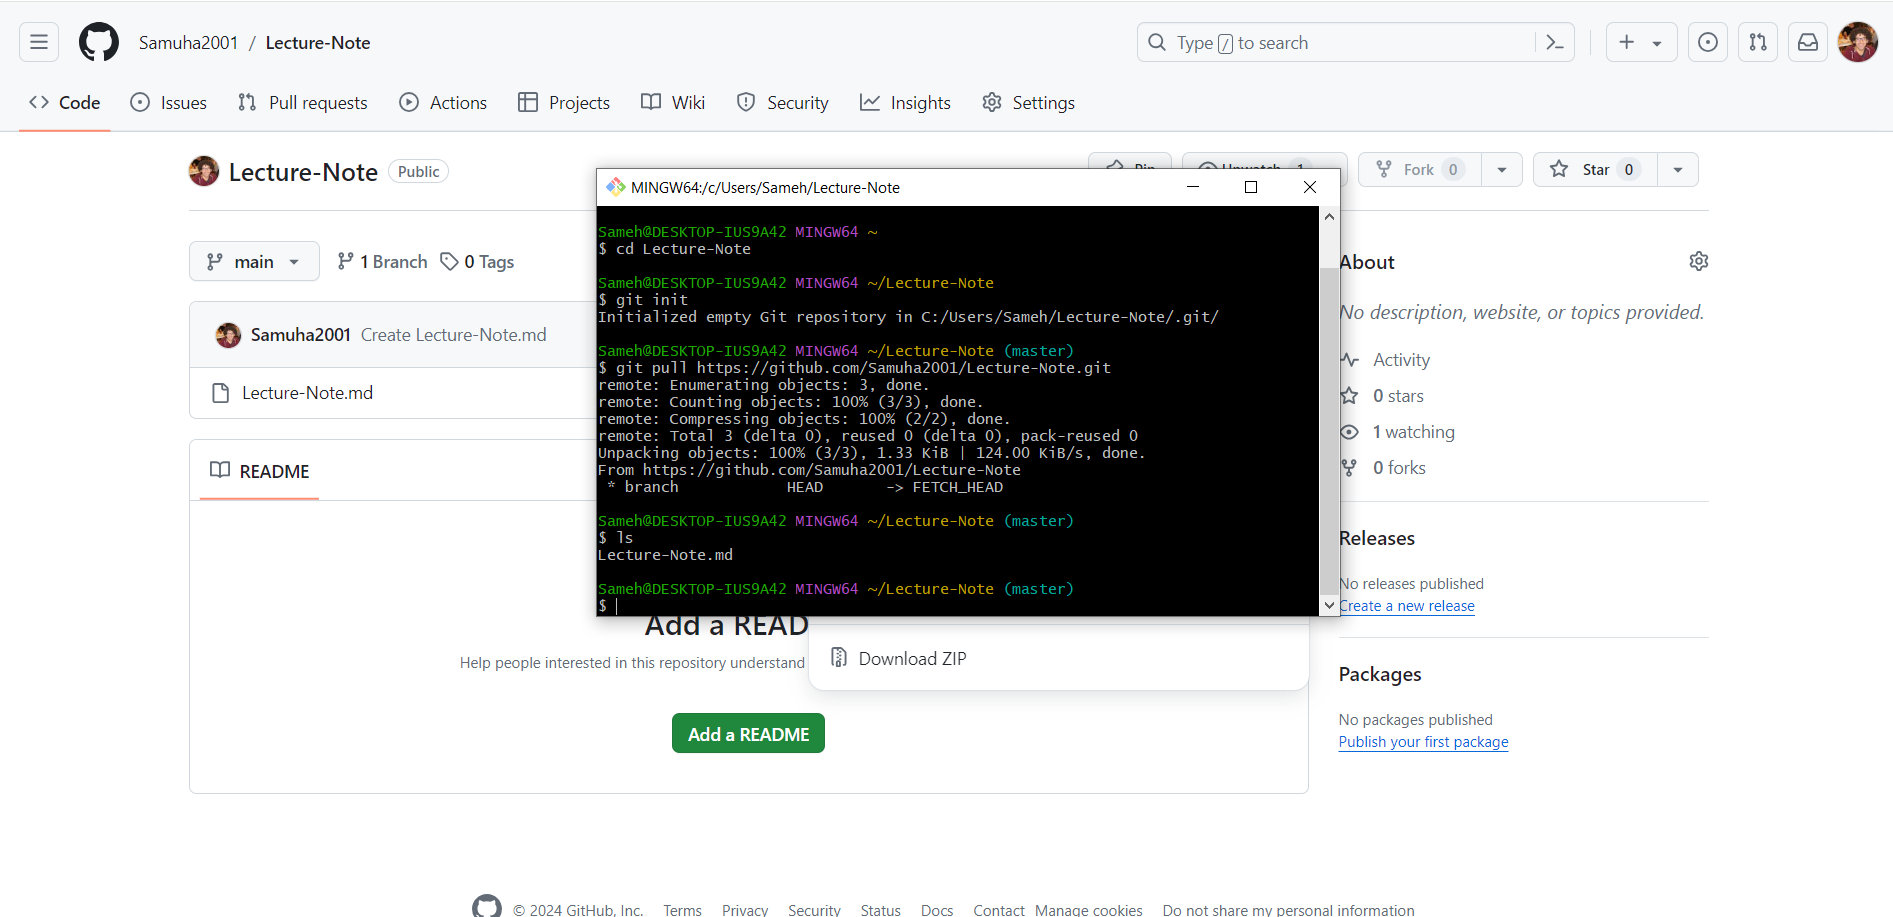 Samuha2001 / Lecture-Note
Type / to search
Code Issues Pull requests Actions Projects Wiki Security Insights Settings
Lecture-Note Public
Pin Unwatch 1 Fork 0 Star 0
main 1 Branch 0 Tags
Samuha2001 Create Lecture-Note.md
Lecture-Note.md
README
Add a READ
Help people interested in this repository understand
Add a README
Download ZIP
MINGW64:/c/Users/Sameh/Lecture-Note
Sameh@DESKTOP-IUS9A42 MINGW64 ~
$ cd Lecture-Note
Sameh@DESKTOP-IUS9A42 MINGW64 ~/Lecture-Note
$ git init
Initialized empty Git repository in C:/Users/Sameh/Lecture-Note/.git/
Sameh@DESKTOP-IUS9A42 MINGW64 ~/Lecture-Note (master)
$ git pull https://github.com/Samuha2001/Lecture-Note.git
remote: Enumerating objects: 3, done.
remote: Counting objects: 100% (3/3), done.
remote: Compressing objects: 100% (2/2), done.
remote: Total 3 (delta 0), reused 0 (delta 0), pack-reused 0
Unpacking objects: 100% (3/3), 1.33 KiB | 124.00 KiB/s, done.
From https://github.com/Samuha2001/Lecture-Note
* branch HEAD -> FETCH_HEAD
Sameh@DESKTOP-IUS9A42 MINGW64 ~/Lecture-Note (master)
$ ls
Lecture-Note.md
Sameh@DESKTOP-IUS9A42 MINGW64 ~/Lecture-Note (master)
$
About
No description, website, or topics provided.
Activity
0 stars
1 watching
0 forks
Releases
No releases published
Create a new release
Packages
No packages published
Publish your first package
© 2024 GitHub, Inc. Terms Privacy Security Status Docs Contact Manage cookies Do not share my personal information